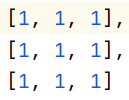 [1, 1, 1],
[1, 1, 1],
[1, 1, 1]